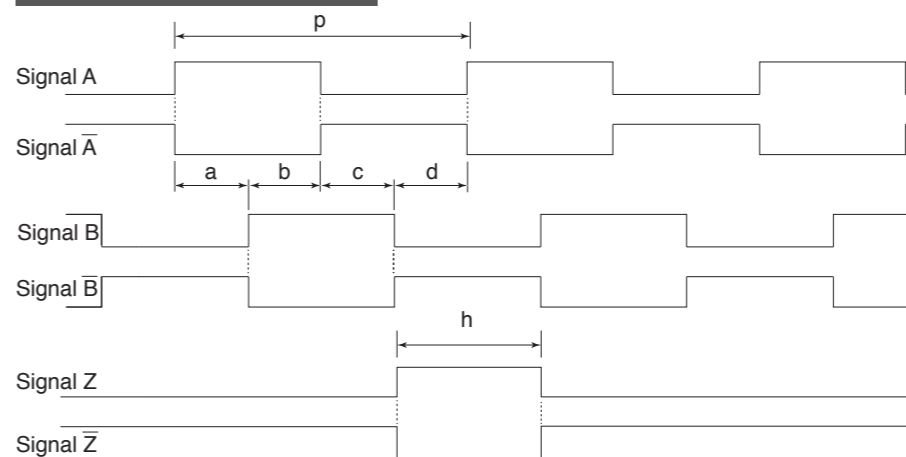 p
Signal A
Signal A̅
a b c d
Signal B
Signal B̅
h
Signal Z
Signal Z̅